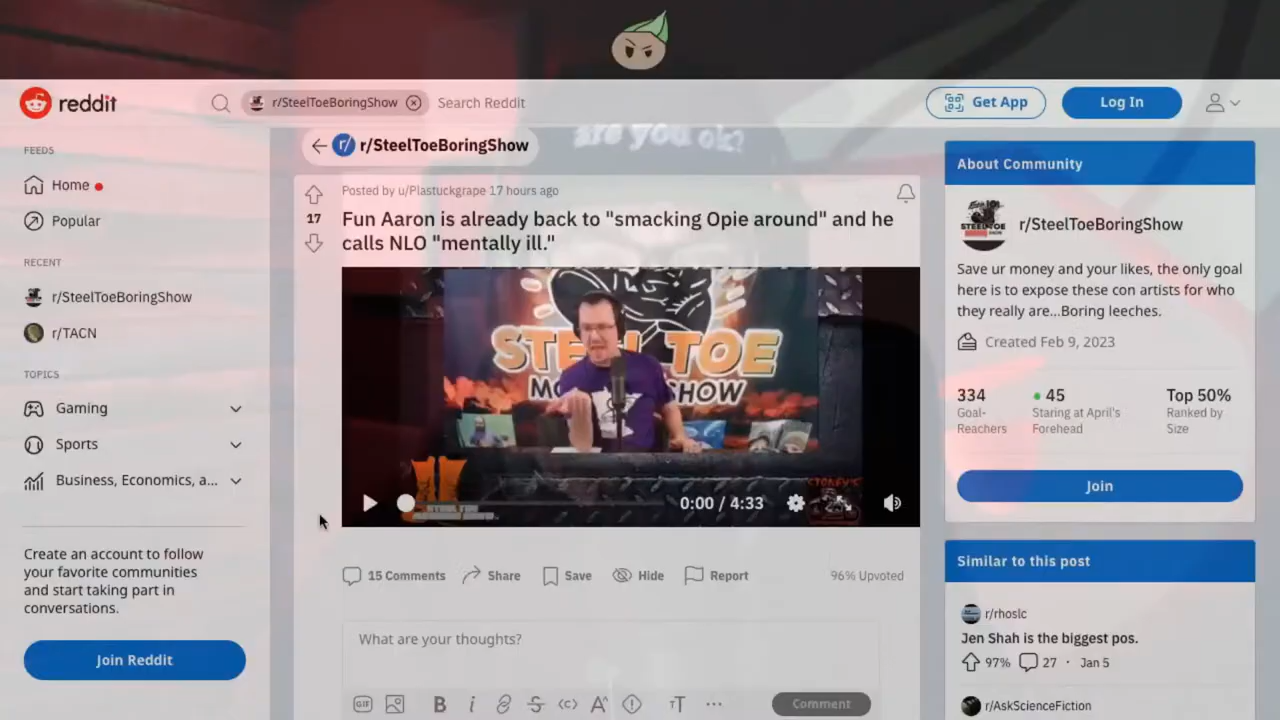 reddit
r/SteelToeBoringShow
Search Reddit
Get App
Log In
are you ok?
FEEDS
Home
Popular
RECENT
r/SteelToeBoringShow
r/TACN
TOPICS
Gaming
Sports
Business, Economics, a...
Create an account to follow
your favorite communities
and start taking part in
conversations.
Join Reddit
r/ r/SteelToeBoringShow
Posted by u/Plastuckgrape 17 hours ago
17
Fun Aaron is already back to "smacking Opie around" and he
calls NLO "mentally ill."
STEEL TOE
SHOW
0:00 / 4:33
15 Comments
Share
Save
Hide
Report
96% Upvoted
What are your thoughts?
GIF
B
i
S
A
T
Comment
About Community
STEEL TOE
r/SteelToeBoringShow
Save ur money and your likes, the only goal
here is to expose these con artists for who
they really are...Boring leeches.
Created Feb 9, 2023
334
Goal-
Reachers
45
Staring at April's
Forehead
Top 50%
Ranked by
Size
Join
Similar to this post
r/rhoslc
Jen Shah is the biggest pos.
97%
27
· Jan 5
r/AskScienceFiction